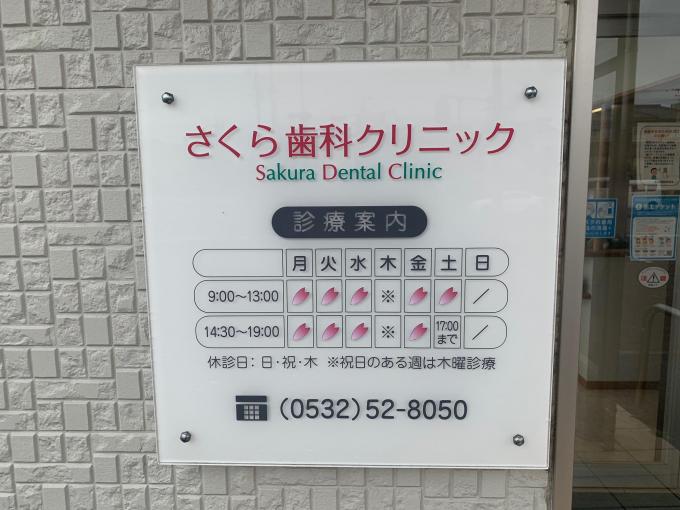 さくら歯科クリニック
Sakura Dental Clinic
診療案内
月 火 水 木 金 土 日
9:00〜13:00 ※ ／
14:30〜19:00 ※ 17:00まで ／
休診日：日・祝・木 ※祝日のある週は木曜診療
(0532)52-8050